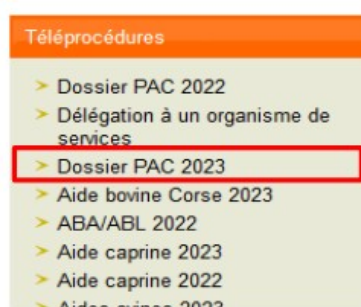 Téléprocédures
Dossier PAC 2022
Délégation à un organisme de
services
Dossier PAC 2023
Aide bovine Corse 2023
ABA/ABL 2022
Aide caprine 2023
Aide caprine 2022